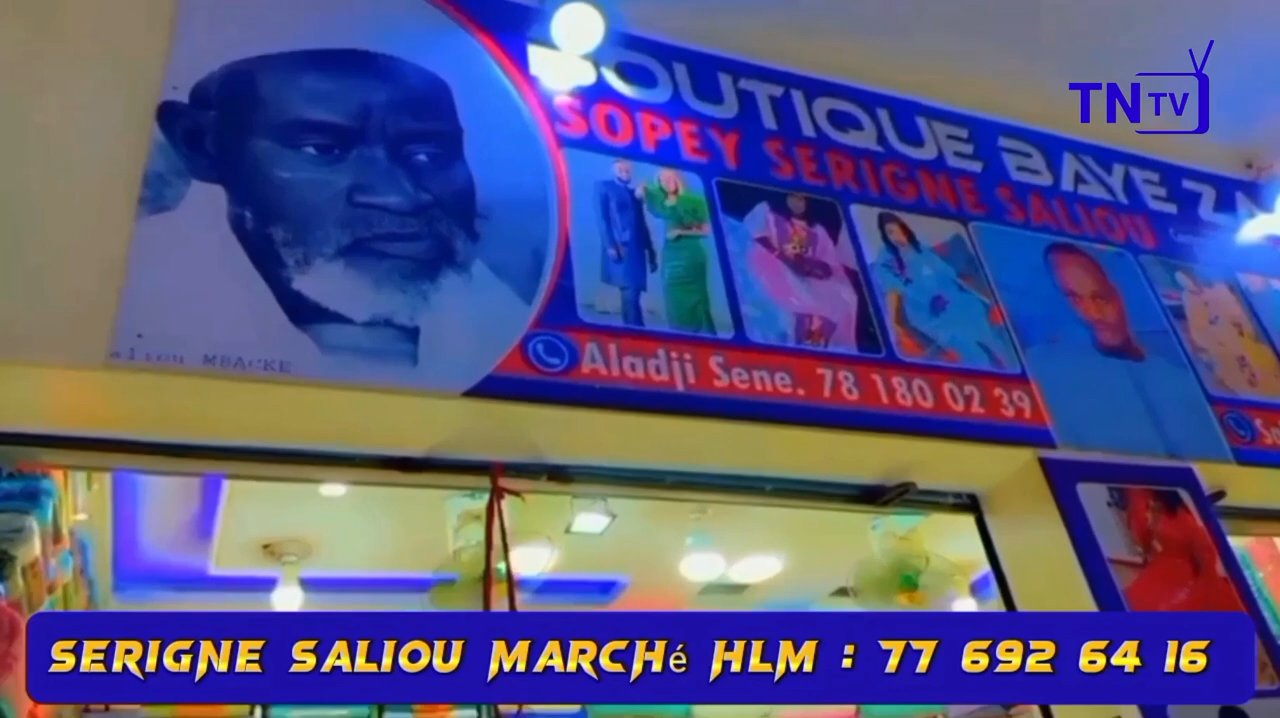 TN TV
BOUTIQUE BAYE
SOPEY SERIGNE SALIOU
Aladji Sene. 78 180 02 39
MBACKE
SERIGNE SALIOU MARCHé HLM : 77 692 64 16